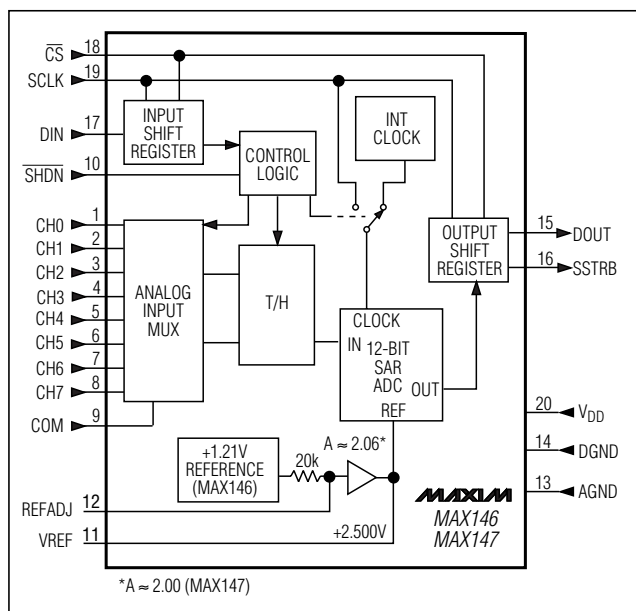 CS 18
SCLK 19
DIN 17
SHDN 10
CH0 1
CH1 2
CH2 3
CH3 4
CH4 5
CH5 6
CH6 7
CH7 8
COM 9
REFADJ 12
VREF 11
INPUT
SHIFT
REGISTER
CONTROL
LOGIC
INT
CLOCK
ANALOG
INPUT
MUX
T/H
CLOCK
IN 12-BIT
SAR
ADC OUT
REF
OUTPUT
SHIFT
REGISTER
15 DOUT
16 SSTRB
20 VDD
14 DGND
13 AGND
+1.21V
REFERENCE
(MAX146)
20k
A ≈ 2.06*
+2.500V
MAXIM
MAX146
MAX147
*A ≈ 2.00 (MAX147)